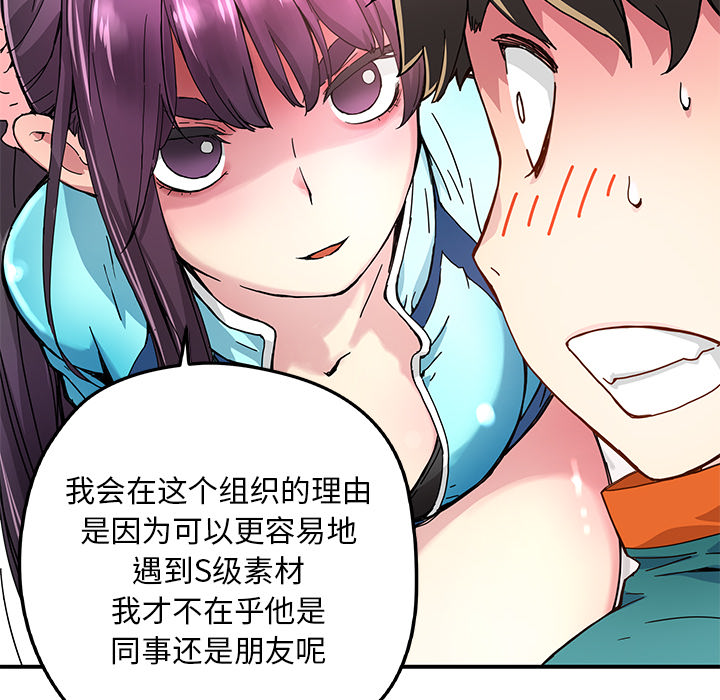 我会在这个组织的理由
是因为可以更容易地
遇到S级素材
我才不在乎他是
同事还是朋友呢